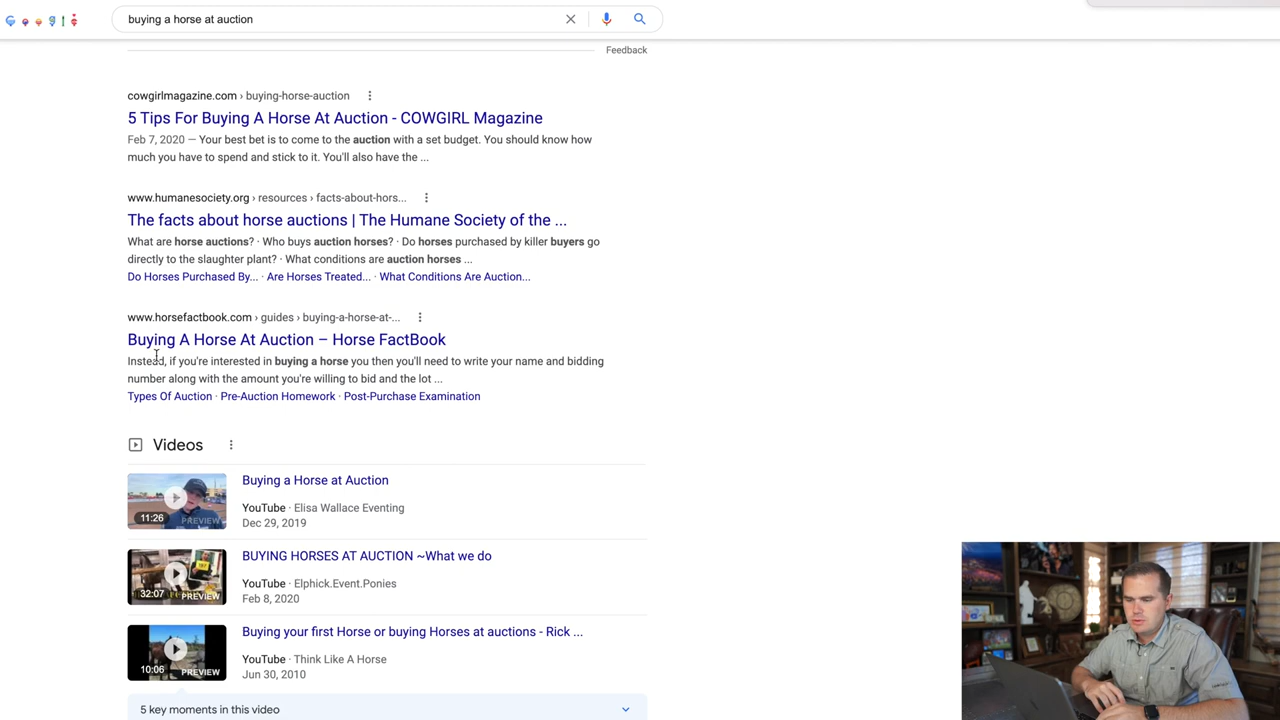 buying a horse at auction
Feedback
cowgirlmagazine.com › buying-horse-auction
5 Tips For Buying A Horse At Auction - COWGIRL Magazine
Feb 7, 2020 — Your best bet is to come to the auction with a set budget. You should know how
much you have to spend and stick to it. You'll also have the ...
www.humanesociety.org › resources › facts-about-hors...
The facts about horse auctions | The Humane Society of the ...
What are horse auctions? · Who buys auction horses? · Do horses purchased by killer buyers go
directly to the slaughter plant? · What conditions are auction horses ...
Do Horses Purchased By... · Are Horses Treated... · What Conditions Are Auction...
www.horsefactbook.com › guides › buying-a-horse-at-...
Buying A Horse At Auction – Horse FactBook
Instead, if you're interested in buying a horse you then you'll need to write your name and bidding
number along with the amount you're willing to bid and the lot ...
Types Of Auction · Pre-Auction Homework · Post-Purchase Examination
Videos
Buying a Horse at Auction
YouTube · Elisa Wallace Eventing
Dec 29, 2019
11:26 PREVIEW
BUYING HORSES AT AUCTION ~What we do
YouTube · Elphick.Event.Ponies
Feb 8, 2020
32:07 PREVIEW
Buying your first Horse or buying Horses at auctions - Rick ...
YouTube · Think Like A Horse
Jun 30, 2010
10:06 PREVIEW
5 key moments in this video